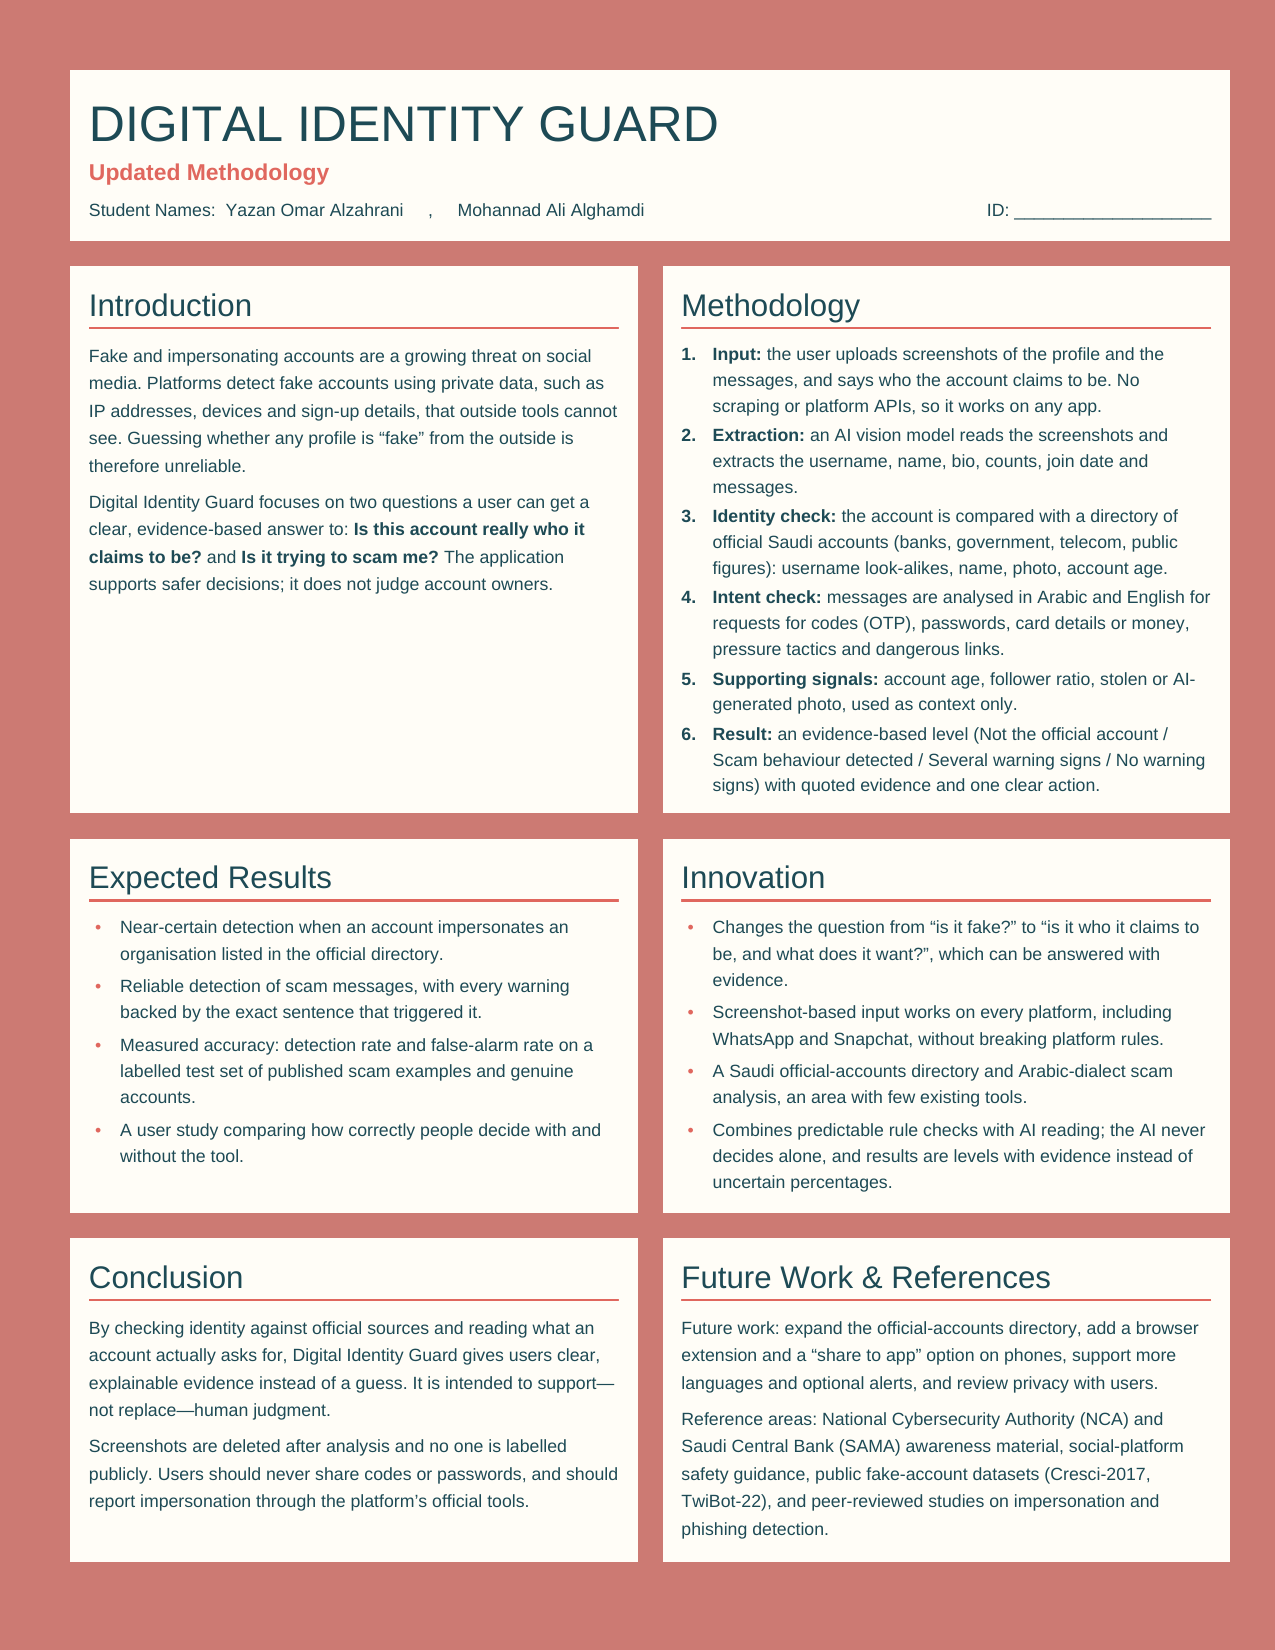 DIGITAL IDENTITY GUARD
Updated Methodology
Student Names: Yazan Omar Alzahrani , Mohannad Ali Alghamdi ID: ____________________
Introduction
Fake and impersonating accounts are a growing threat on social
media. Platforms detect fake accounts using private data, such as
IP addresses, devices and sign-up details, that outside tools cannot
see. Guessing whether any profile is “fake” from the outside is
therefore unreliable.
Digital Identity Guard focuses on two questions a user can get a
clear, evidence-based answer to: Is this account really who it
claims to be? and Is it trying to scam me? The application
supports safer decisions; it does not judge account owners.
Methodology
1. Input: the user uploads screenshots of the profile and the
messages, and says who the account claims to be. No
scraping or platform APIs, so it works on any app.
2. Extraction: an AI vision model reads the screenshots and
extracts the username, name, bio, counts, join date and
messages.
3. Identity check: the account is compared with a directory of
official Saudi accounts (banks, government, telecom, public
figures): username look-alikes, name, photo, account age.
4. Intent check: messages are analysed in Arabic and English for
requests for codes (OTP), passwords, card details or money,
pressure tactics and dangerous links.
5. Supporting signals: account age, follower ratio, stolen or AI-
generated photo, used as context only.
6. Result: an evidence-based level (Not the official account /
Scam behaviour detected / Several warning signs / No warning
signs) with quoted evidence and one clear action.
Expected Results
• Near-certain detection when an account impersonates an
organisation listed in the official directory.
• Reliable detection of scam messages, with every warning
backed by the exact sentence that triggered it.
• Measured accuracy: detection rate and false-alarm rate on a
labelled test set of published scam examples and genuine
accounts.
• A user study comparing how correctly people decide with and
without the tool.
Innovation
• Changes the question from “is it fake?” to “is it who it claims to
be, and what does it want?”, which can be answered with
evidence.
• Screenshot-based input works on every platform, including
WhatsApp and Snapchat, without breaking platform rules.
• A Saudi official-accounts directory and Arabic-dialect scam
analysis, an area with few existing tools.
• Combines predictable rule checks with AI reading; the AI never
decides alone, and results are levels with evidence instead of
uncertain percentages.
Conclusion
By checking identity against official sources and reading what an
account actually asks for, Digital Identity Guard gives users clear,
explainable evidence instead of a guess. It is intended to support—
not replace—human judgment.
Screenshots are deleted after analysis and no one is labelled
publicly. Users should never share codes or passwords, and should
report impersonation through the platform’s official tools.
Future Work & References
Future work: expand the official-accounts directory, add a browser
extension and a “share to app” option on phones, support more
languages and optional alerts, and review privacy with users.
Reference areas: National Cybersecurity Authority (NCA) and
Saudi Central Bank (SAMA) awareness material, social-platform
safety guidance, public fake-account datasets (Cresci-2017,
TwiBot-22), and peer-reviewed studies on impersonation and
phishing detection.